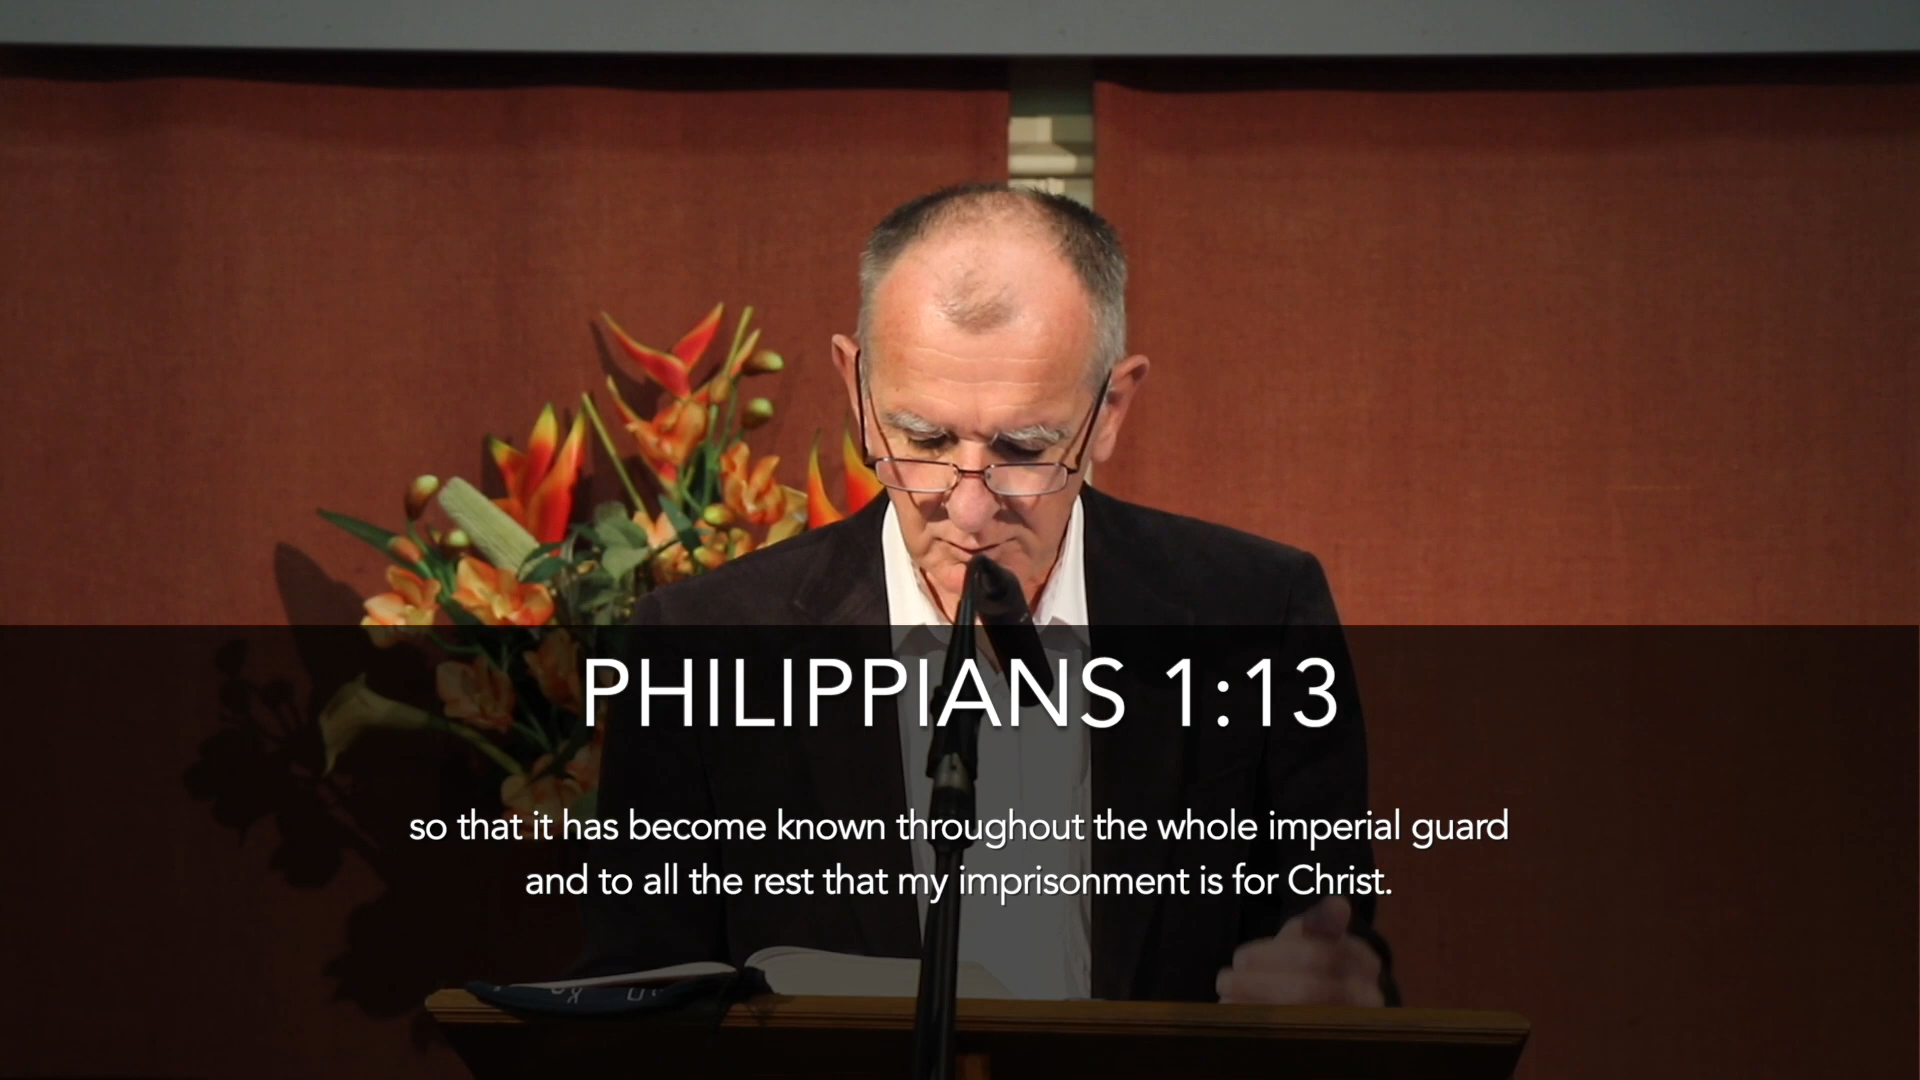 PHILIPPIANS 1:13
so that it has become known throughout the whole imperial guard
and to all the rest that my imprisonment is for Christ.